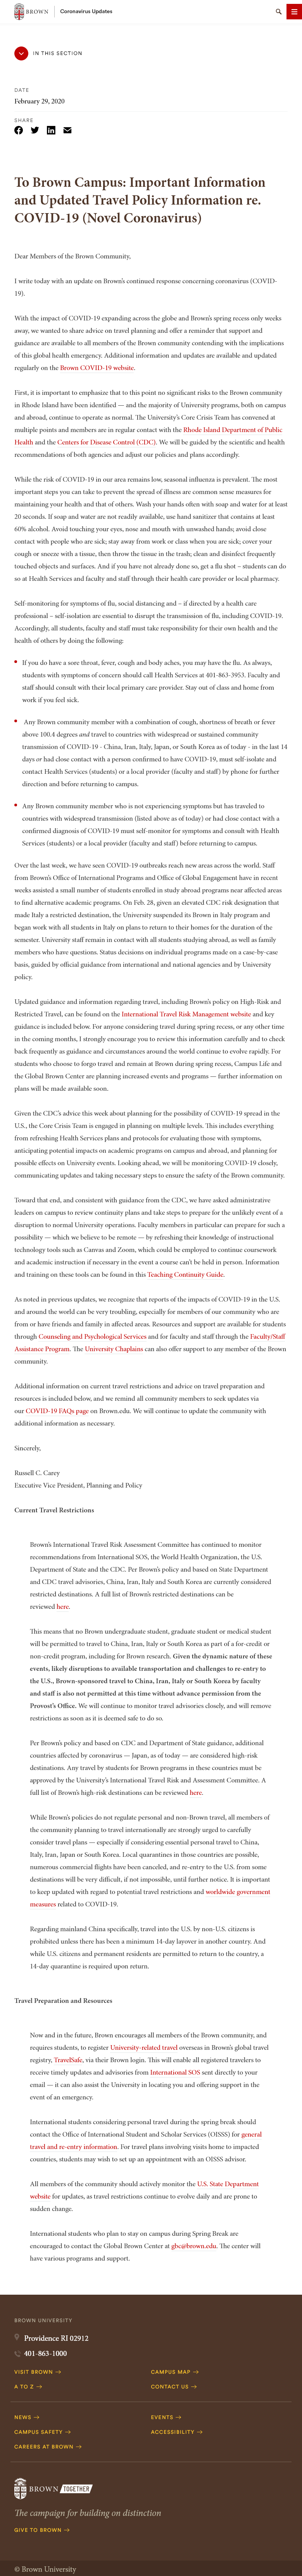 BROWN
Coronavirus Updates
IN THIS SECTION
DATE
February 29, 2020
SHARE
To Brown Campus: Important Information
and Updated Travel Policy Information re.
COVID-19 (Novel Coronavirus)
Dear Members of the Brown Community,
I write today with an update on Brown's continued response concerning coronavirus (COVID-
19).
With the impact of COVID-19 expanding across the globe and Brown's spring recess only weeks
away, we wanted to share advice on travel planning and offer a reminder that support and
guidance are available to all members of the Brown community contending with the implications
of this global health emergency. Additional information and updates are available and updated
regularly on the Brown COVID-19 website.
First, it is important to emphasize that to this point no significant risks to the Brown community
in Rhode Island have been identified — and the majority of University programs, both on campus
and abroad, continue to operate as normal. The University's Core Crisis Team has convened at
multiple points and members are in regular contact with the Rhode Island Department of Public
Health and the Centers for Disease Control (CDC). We will be guided by the scientific and health
recommendations of both agencies and adjust our policies and plans accordingly.
While the risk of COVID-19 in our area remains low, seasonal influenza is prevalent. The most
important steps you can take to prevent the spread of illness are common sense measures for
maintaining your health and that of others: Wash your hands often with soap and water for at least
20 seconds. If soap and water are not readily available, use hand sanitizer that contains at least
60% alcohol. Avoid touching your eyes, nose and mouth with unwashed hands; avoid close
contact with people who are sick; stay away from work or class when you are sick; cover your
cough or sneeze with a tissue, then throw the tissue in the trash; clean and disinfect frequently
touched objects and surfaces. And if you have not already done so, get a flu shot – students can do
so at Health Services and faculty and staff through their health care provider or local pharmacy.
Self-monitoring for symptoms of flu, social distancing and – if directed by a health care
professional – self-isolation are essential to disrupt the transmission of flu, including COVID-19.
Accordingly, all students, faculty and staff must take responsibility for their own health and the
health of others by doing the following:
If you do have a sore throat, fever, cough and body aches, you may have the flu. As always,
students with symptoms of concern should call Health Services at 401-863-3953. Faculty and
staff should consult with their local primary care provider. Stay out of class and home from
work if you feel sick.
Any Brown community member with a combination of cough, shortness of breath or fever
above 100.4 degrees and travel to countries with widespread or sustained community
transmission of COVID-19 - China, Iran, Italy, Japan, or South Korea as of today - in the last 14
days or had close contact with a person confirmed to have COVID-19, must self-isolate and
contact Health Services (students) or a local provider (faculty and staff) by phone for further
direction and before returning to campus.
Any Brown community member who is not experiencing symptoms but has traveled to
countries with widespread transmission (listed above as of today) or had close contact with a
confirmed diagnosis of COVID-19 must self-monitor for symptoms and consult with Health
Services (students) or a local provider (faculty and staff) before returning to campus.
Over the last week, we have seen COVID-19 outbreaks reach new areas across the world. Staff
from Brown's Office of International Programs and Office of Global Engagement have in recent
weeks assisted a small number of students enrolled in study abroad programs near affected areas
to find alternative academic programs. On Feb. 28, given an elevated CDC risk designation that
made Italy a restricted destination, the University suspended its Brown in Italy program and
began work with all students in Italy on plans to return to their homes for the duration of the
semester. University staff remain in contact with all students studying abroad, as well as family
members who have questions. Status decisions on individual programs are made on a case-by-case
basis, guided by official guidance from international and national agencies and by University
policy.
Updated guidance and information regarding travel, including Brown's policy on High-Risk and
Restricted Travel, can be found on the International Travel Risk Management website and key
guidance is included below. For anyone considering travel during spring recess, or any other time
in the coming months, I strongly encourage you to review this information carefully and to check
back frequently as guidance and circumstances around the world continue to evolve rapidly. For
students who choose to forgo travel and remain at Brown during spring recess, Campus Life and
the Global Brown Center are planning increased events and programs — further information on
plans will be made available soon.
Given the CDC's advice this week about planning for the possibility of COVID-19 spread in the
U.S., the Core Crisis Team is engaged in planning on multiple levels. This includes everything
from refreshing Health Services plans and protocols for evaluating those with symptoms,
anticipating potential impacts on academic programs on campus and abroad, and planning for
possible effects on University events. Looking ahead, we will be monitoring COVID-19 closely,
communicating updates and taking necessary steps to ensure the safety of the Brown community.
Toward that end, and consistent with guidance from the CDC, we have asked administrative
leaders on campus to review continuity plans and take steps to prepare for the unlikely event of a
disruption to normal University operations. Faculty members in particular can prepare for such a
possibility — which we believe to be remote — by refreshing their knowledge of instructional
technology tools such as Canvas and Zoom, which could be employed to continue coursework
and academic instruction if necessary in the event that courses can't be held in person. Information
and training on these tools can be found in this Teaching Continuity Guide.
As noted in previous updates, we recognize that reports of the impacts of COVID-19 in the U.S.
and around the world can be very troubling, especially for members of our community who are
from or have friends and family in affected areas. Resources and support are available for students
through Counseling and Psychological Services and for faculty and staff through the Faculty/Staff
Assistance Program. The University Chaplains can also offer support to any member of the Brown
community.
Additional information on current travel restrictions and advice on travel preparation and
resources is included below, and we remind all community members to seek updates via
our COVID-19 FAQs page on Brown.edu. We will continue to update the community with
additional information as necessary.
Sincerely,
Russell C. Carey
Executive Vice President, Planning and Policy
Current Travel Restrictions
Brown's International Travel Risk Assessment Committee has continued to monitor
recommendations from International SOS, the World Health Organization, the U.S.
Department of State and the CDC. Per Brown's policy and based on Department
and CDC travel advisories, China, Iran, Italy and South Korea are currently considered
restricted destinations. A full list of Brown's restricted destinations can be
reviewed here.
This means that no Brown undergraduate student, graduate student or medical student
will be permitted to travel to China, Iran, Italy or South Korea as part of a for-credit or
non-credit program, including for Brown research. Given the dynamic nature of these
events, likely disruptions to available transportation and challenges to re-entry to
the U.S., Brown-sponsored travel to China, Iran, Italy or South Korea by faculty
and staff is also not permitted at this time without advance permission from the
Provost's Office. We will continue to monitor travel advisories closely, and will remove
restrictions as soon as it is deemed safe to do so.
Per Brown's policy and based on CDC and Department of State guidance, additional
countries affected by coronavirus — Japan, as of today — are considered high-risk
destinations. Any travel by students for Brown programs in these countries must be
approved by the University's International Travel Risk and Assessment Committee. A
full list of Brown's high-risk destinations can be reviewed here.
While Brown's policies do not regulate personal and non-Brown travel, all members of
the community planning to travel internationally are strongly urged to carefully
consider travel plans — especially if considering essential personal travel to China,
Italy, Iran, Japan or South Korea. Local quarantines in those countries are possible,
numerous commercial flights have been canceled, and re-entry to the U.S. from some
destinations will be very difficult, if not impossible, until further notice. It is important
to keep updated with regard to potential travel restrictions and worldwide government
measures related to COVID-19.
Regarding mainland China specifically, travel into the U.S. by non-U.S. citizens is
prohibited unless there has been a minimum 14-day layover in another country. And
while U.S. citizens and permanent residents are permitted to return to the country, a
14-day quarantine is required upon return.
Travel Preparation and Resources
Now and in the future, Brown encourages all members of the Brown community, and
requires students, to register University-related travel overseas in Brown's global travel
registry, TravelSafe, via their Brown login. This will enable all registered travelers to
receive timely updates and advisories from International SOS sent directly to your
email — it can also assist the University in locating you and offering support in the
event of an emergency.
International students considering personal travel during the spring break should
contact the Office of International Student and Scholar Services (OISSS) for general
travel and re-entry information. For travel plans involving visits home to impacted
countries, students may wish to set up an appointment with an OISSS advisor.
All members of the community should actively monitor the U.S. State Department
website for updates, as travel restrictions continue to evolve daily and are prone to
sudden change.
International students who plan to stay on campus during Spring Break are
encouraged to contact the Global Brown Center at gbc@brown.edu. The center will
have various programs and support.
BROWN UNIVERSITY
Providence RI 02912
401-863-1000
VISIT BROWN
CAMPUS MAP
A TO Z
CONTACT US
NEWS
EVENTS
CAMPUS SAFETY
ACCESSIBILITY
CAREERS AT BROWN
BROWN TOGETHER
The campaign for building on distinction
GIVE TO BROWN
© Brown University